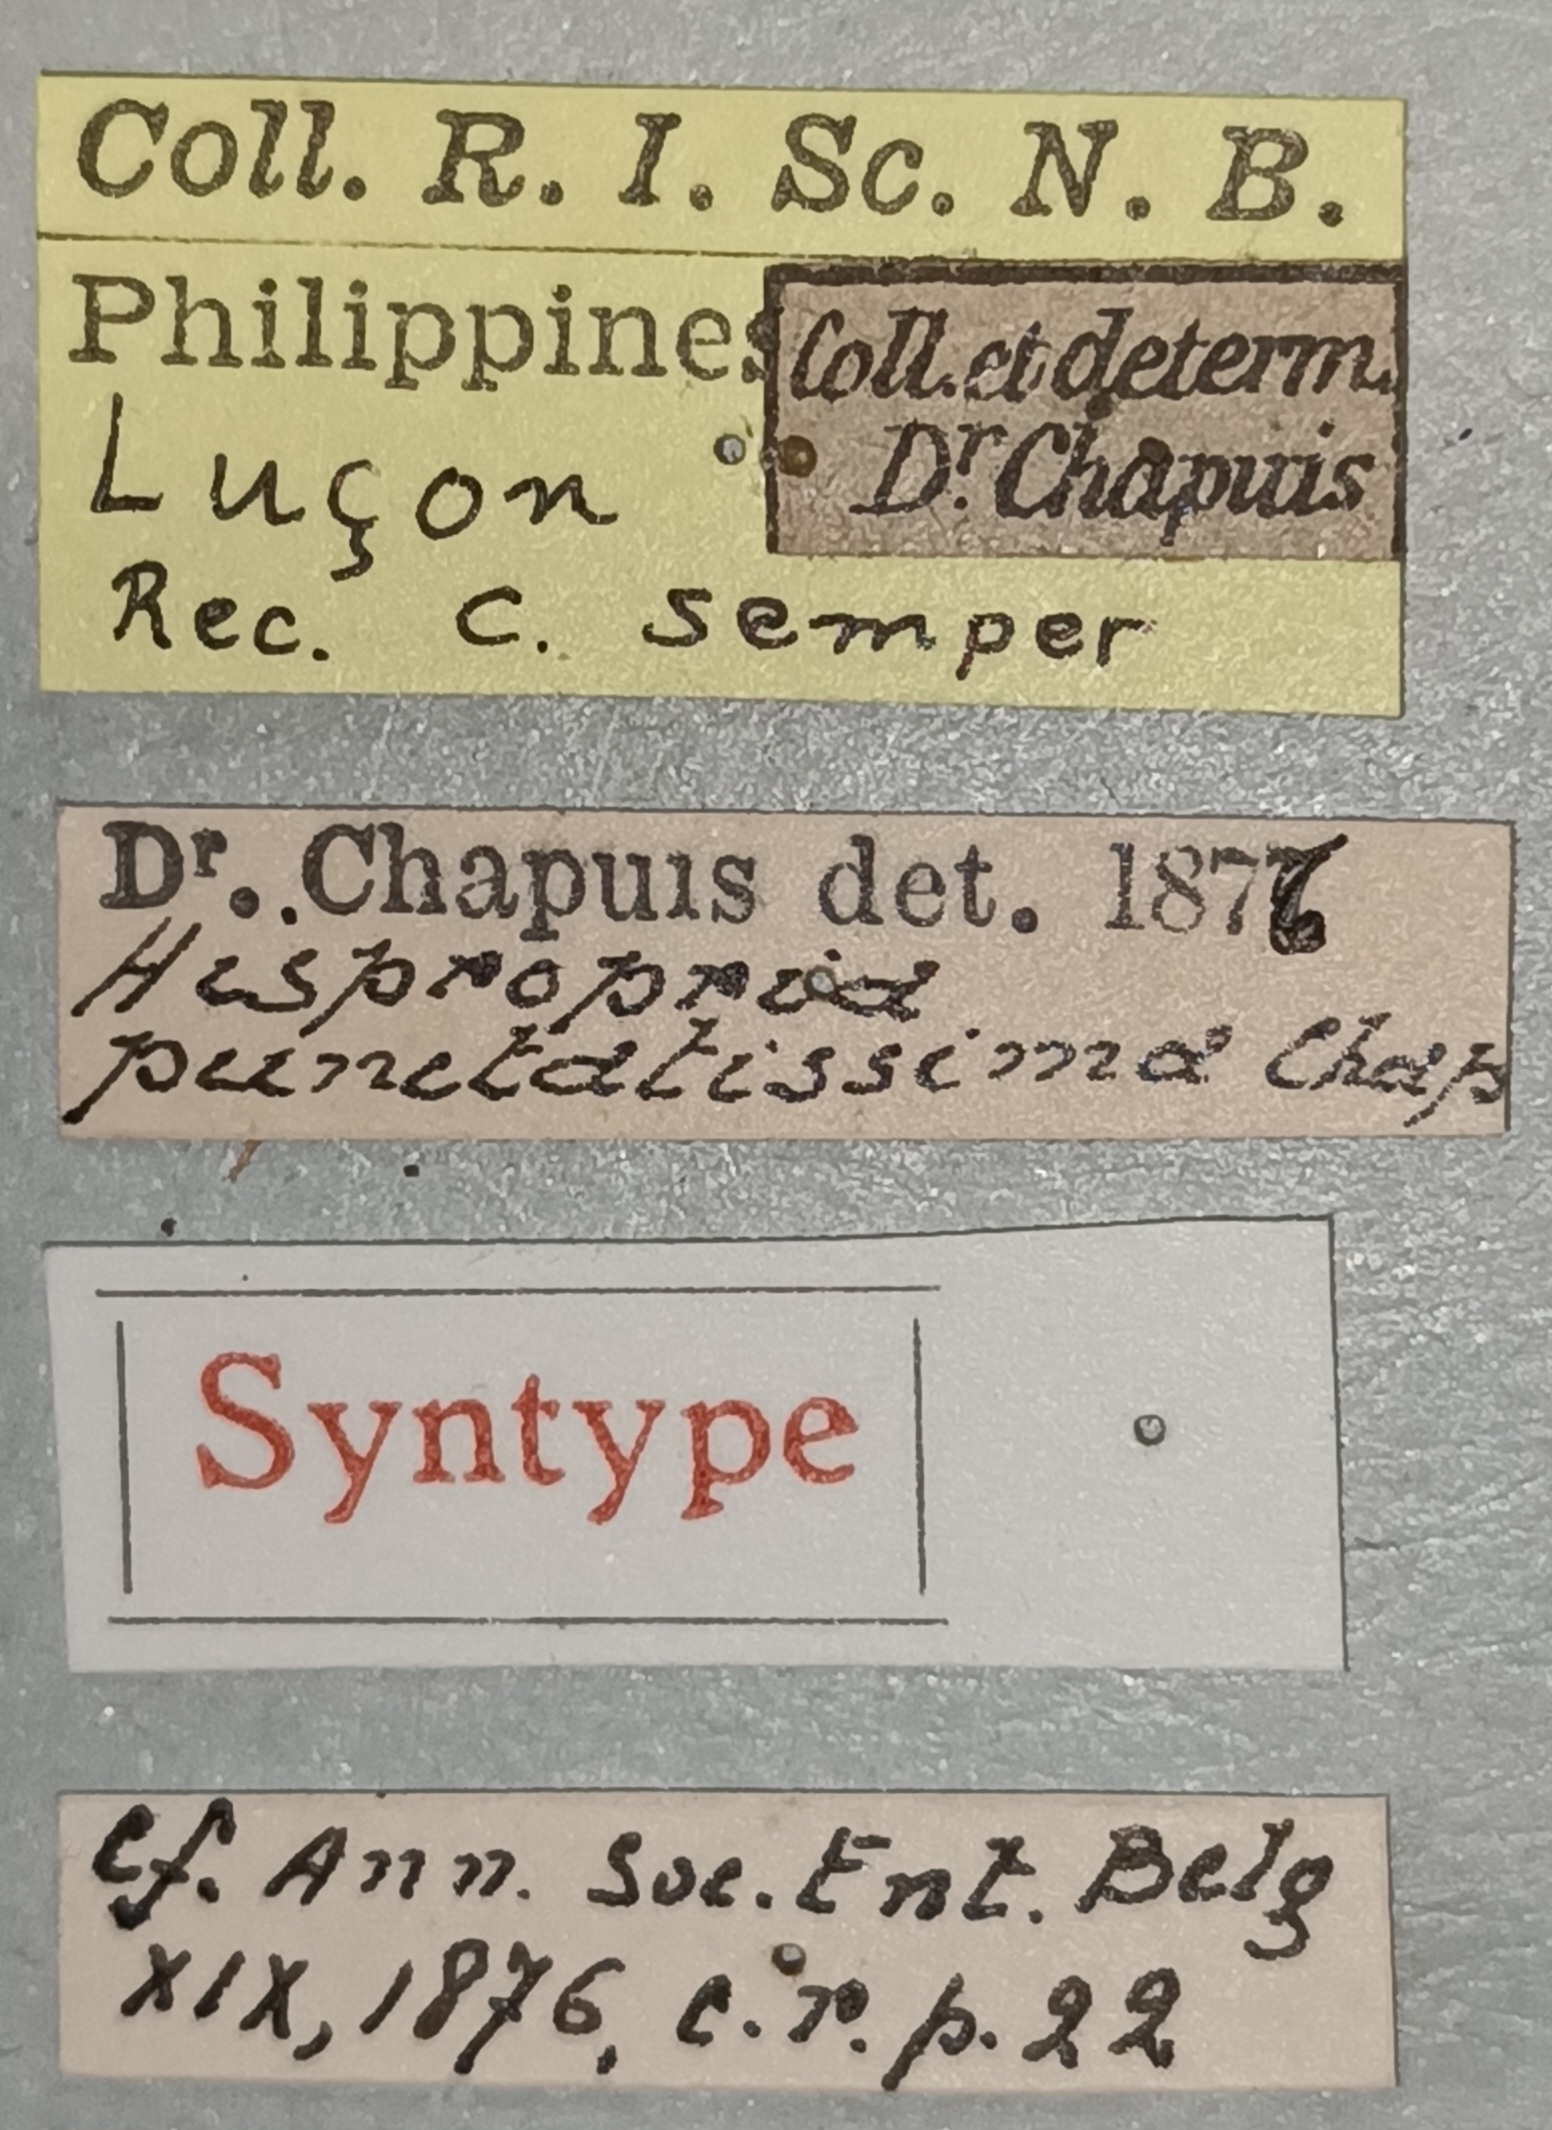 Coll. R. I. Sc. N. B.
Philippines
Luçon
Rec. C. Semper
Coll. et determ.
Dr. Chapuis
Dr. Chapuis det. 1876
Hisproproia
punctatissima Chap
Syntype
cf. Ann. Soc. Ent. Belg
XIX, 1876, c.r. p. 22